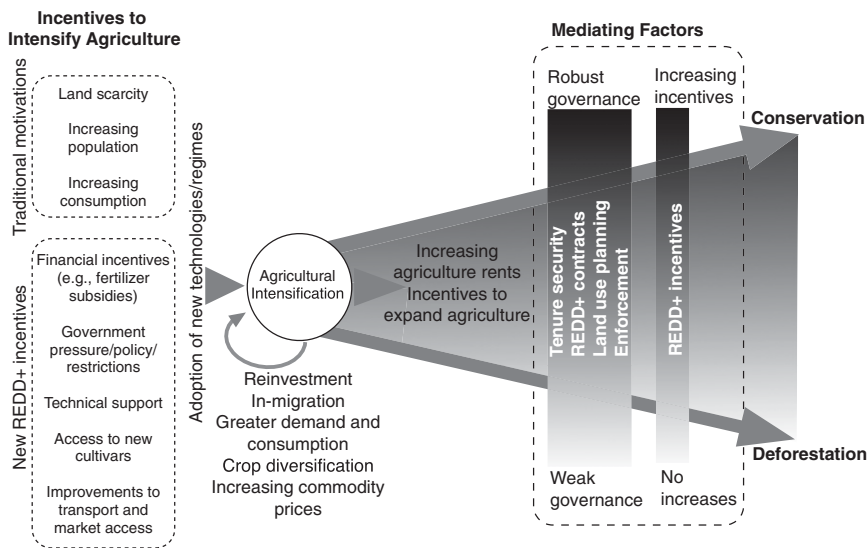 Incentives to
Intensify Agriculture
Traditional motivations
Land scarcity
Increasing
population
Increasing
consumption
New REDD+ incentives
Financial incentives
(e.g., fertilizer
subsidies)
Government
pressure/policy/
restrictions
Technical support
Access to new
cultivars
Improvements to
transport and
market access
Adoption of new technologies/regimes
Agricultural
Intensification
Reinvestment
In-migration
Greater demand and
consumption
Crop diversification
Increasing commodity
prices
Increasing
agriculture rents
Incentives to
expand agriculture
Mediating Factors
Robust
governance
Tenure security
REDD+ contracts
Land use planning
Enforcement
Weak
governance
Increasing
incentives
REDD+ incentives
No
increases
Conservation
Deforestation